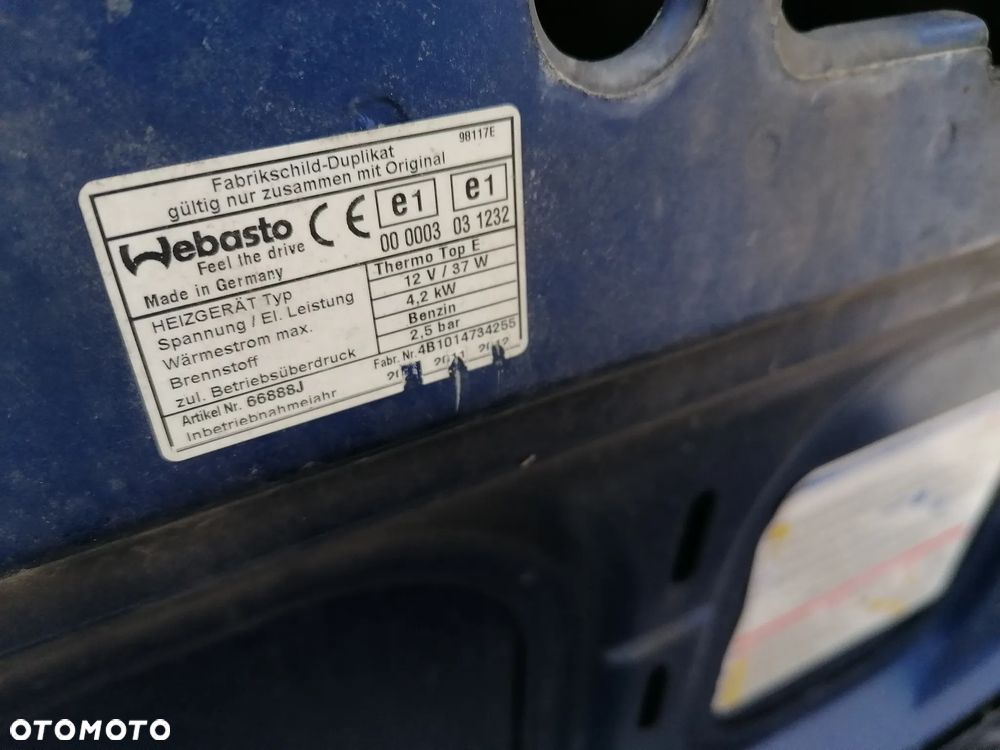 98117E
Fabrikschild-Duplikat
gültig nur zusammen mit Original
Webasto CE e1 e1
Feel the drive 00 0003 03 1232
Made in Germany
HEIZGERÄT Typ Thermo Top E
Spannung / El. Leistung 12 V / 37 W
Wärmestrom max. 4,2 kW
Brennstoff Benzin
zul. Betriebsüberdruck 2,5 bar
Artikel Nr. 66888J Fabr. Nr. 4B1014734255
Inbetriebnahmejahr 2011 2012
OTOMOTO